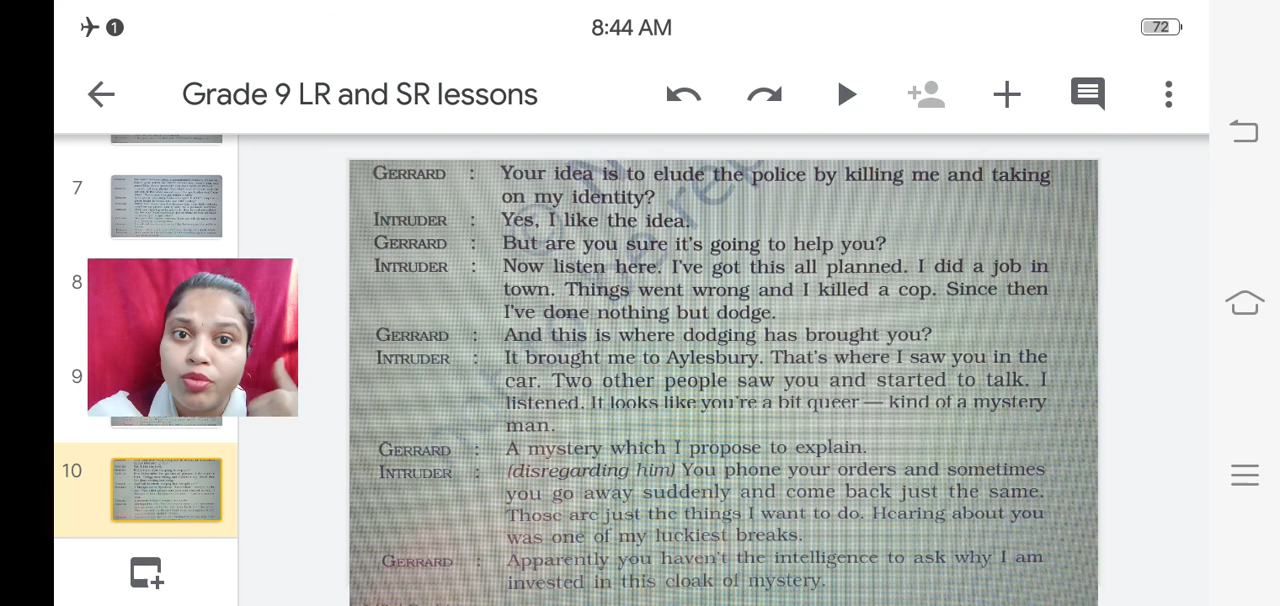 1
8:44 AM
72
Grade 9 LR and SR lessons
7
8
9
10
GERRARD : Your idea is to elude the police by killing me and taking
on my identity?
INTRUDER : Yes, I like the idea.
GERRARD : But are you sure it's going to help you?
INTRUDER : Now listen here. I've got this all planned. I did a job in
town. Things went wrong and I killed a cop. Since then
I've done nothing but dodge.
GERRARD : And this is where dodging has brought you?
INTRUDER : It brought me to Aylesbury. That's where I saw you in the
car. Two other people saw you and started to talk. I
listened. It looks like you're a bit queer — kind of a mystery
man.
GERRARD : A mystery which I propose to explain.
INTRUDER : (disregarding him) You phone your orders and sometimes
you go away suddenly and come back just the same.
Those are just the things I want to do. Hearing about you
was one of my luckiest breaks.
GERRARD : Apparently you haven't the intelligence to ask why I am
invested in this cloak of mystery.